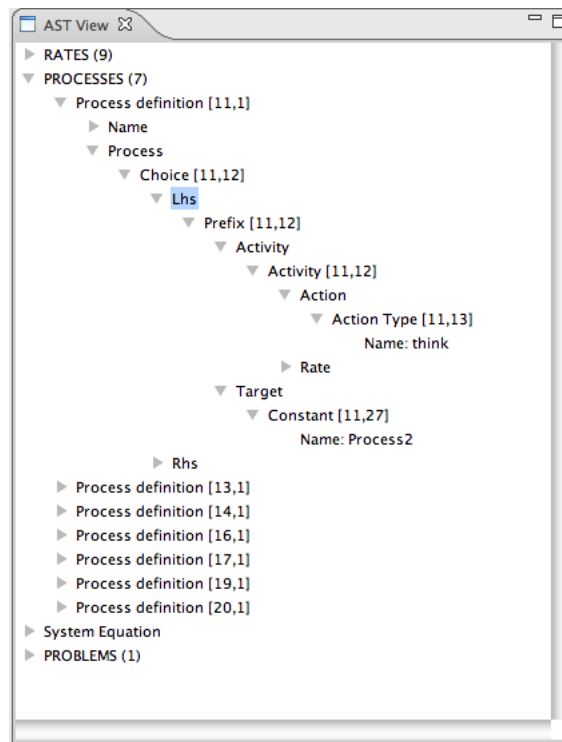 AST View
RATES (9)
PROCESSES (7)
Process definition [11,1]
Name
Process
Choice [11,12]
Lhs
Prefix [11,12]
Activity
Activity [11,12]
Action
Action Type [11,13]
Name: think
Rate
Target
Constant [11,27]
Name: Process2
Rhs
Process definition [13,1]
Process definition [14,1]
Process definition [16,1]
Process definition [17,1]
Process definition [19,1]
Process definition [20,1]
System Equation
PROBLEMS (1)